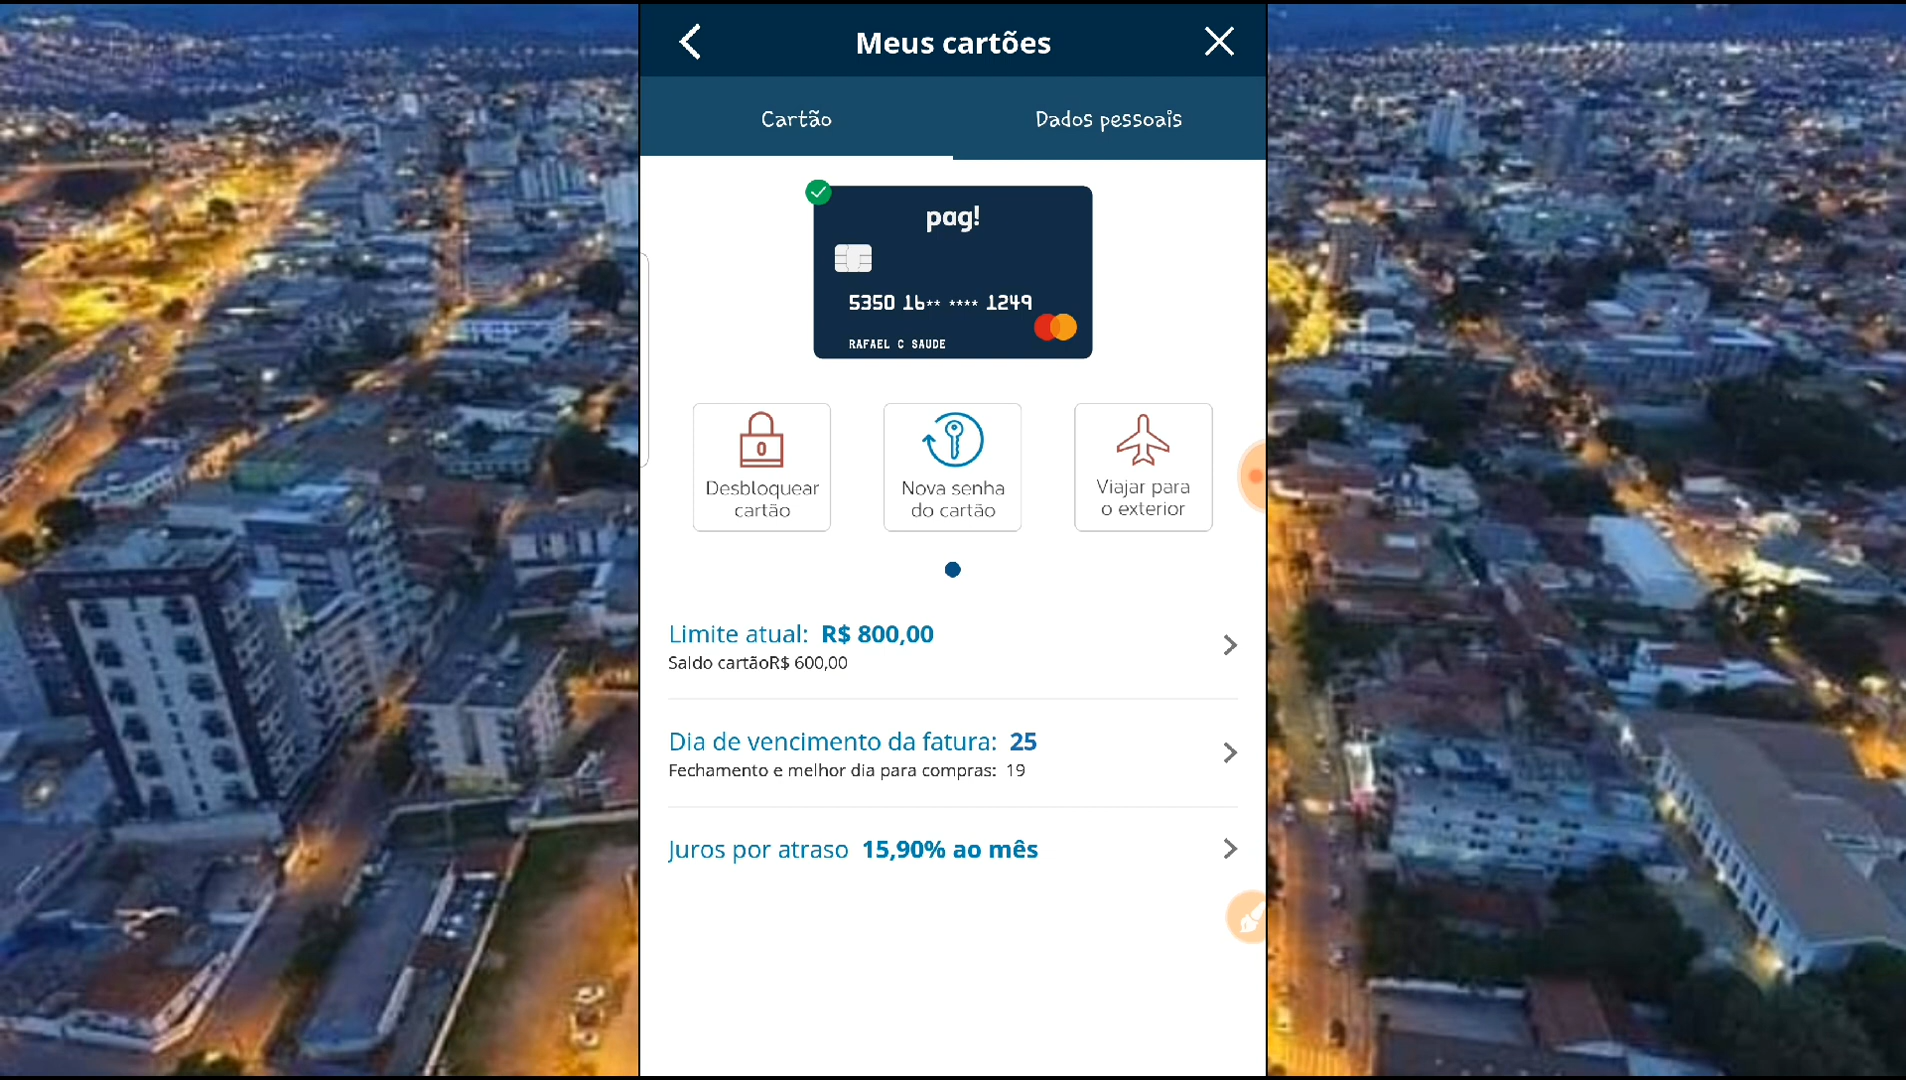 Meus cartões
Cartão
Dados pessoais
pag!
5350 16** **** 1249
RAFAEL C SAUDE
Desbloquear
cartão
Nova senha
do cartão
Viajar para
o exterior
Limite atual: R$ 800,00
Saldo cartãoR$ 600,00
Dia de vencimento da fatura: 25
Fechamento e melhor dia para compras: 19
Juros por atraso 15,90% ao mês